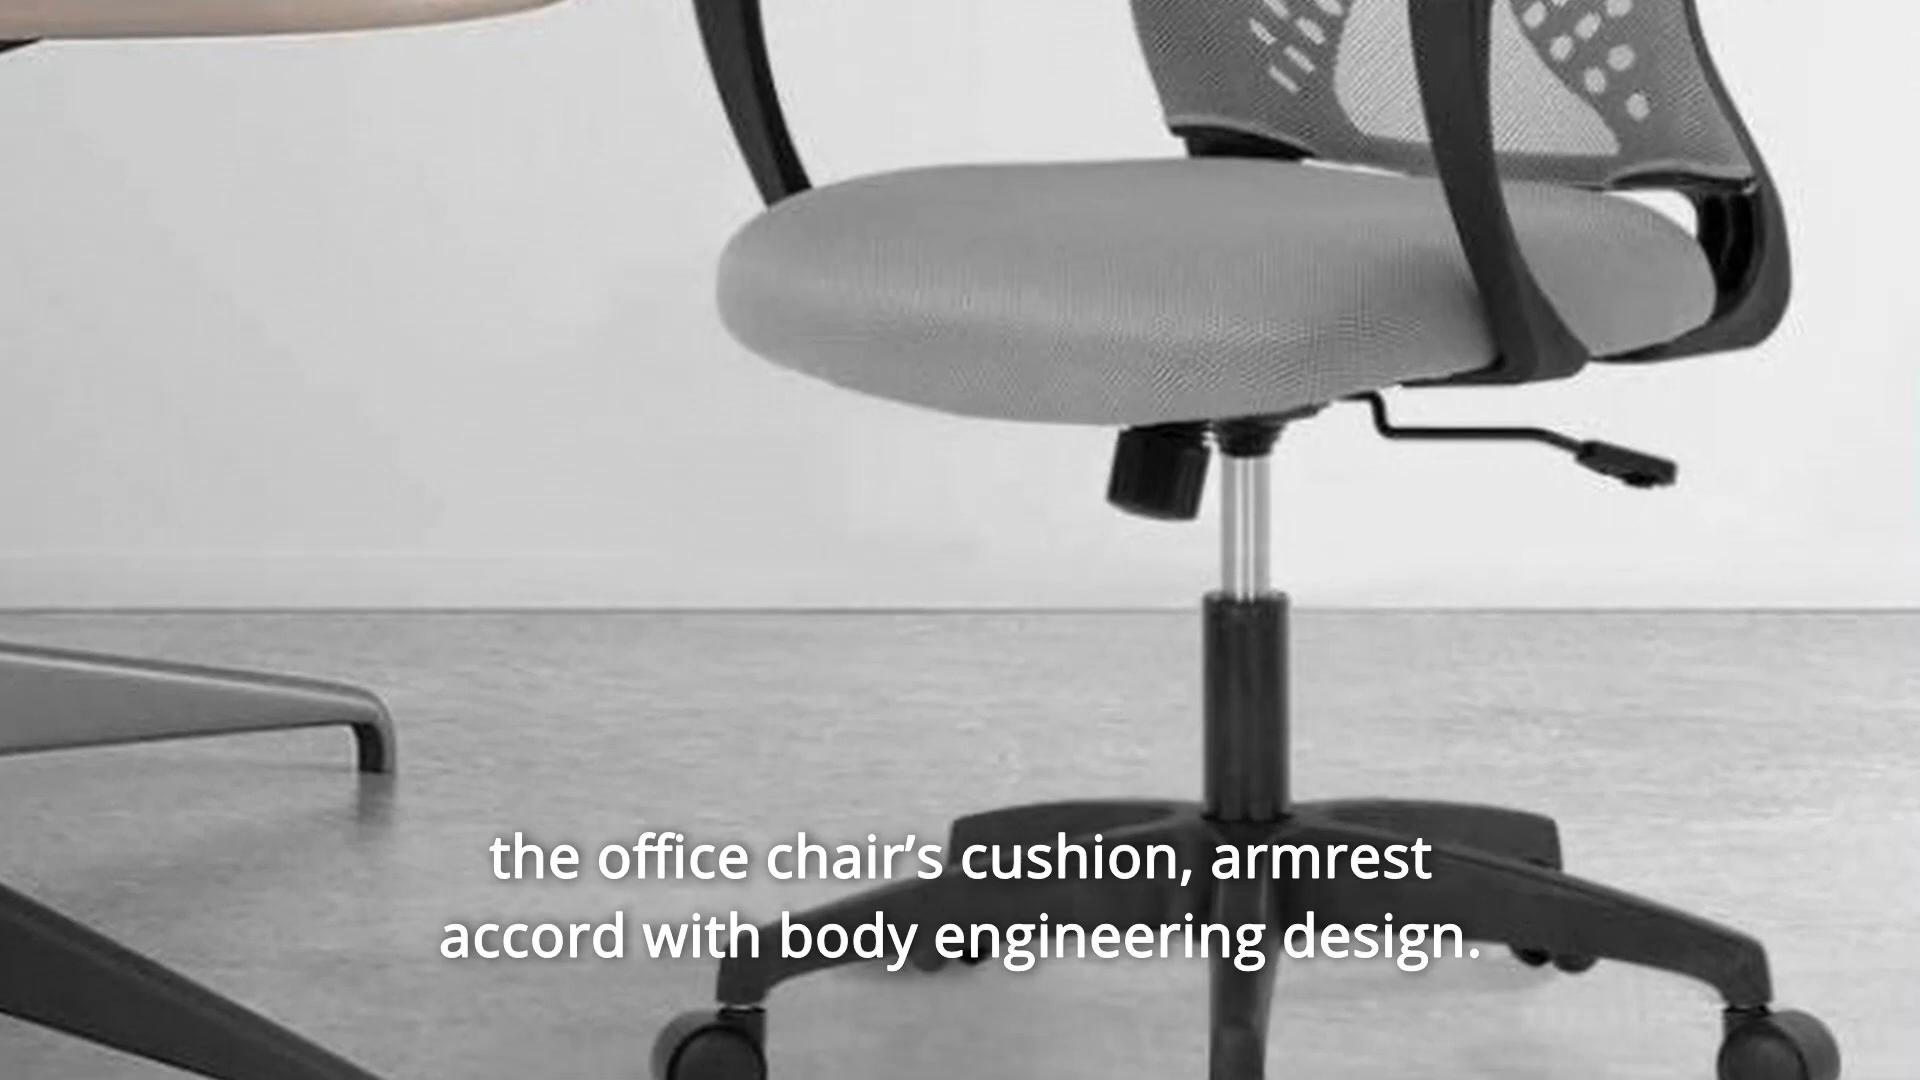 the office chair’s cushion, armrest
accord with body engineering design.